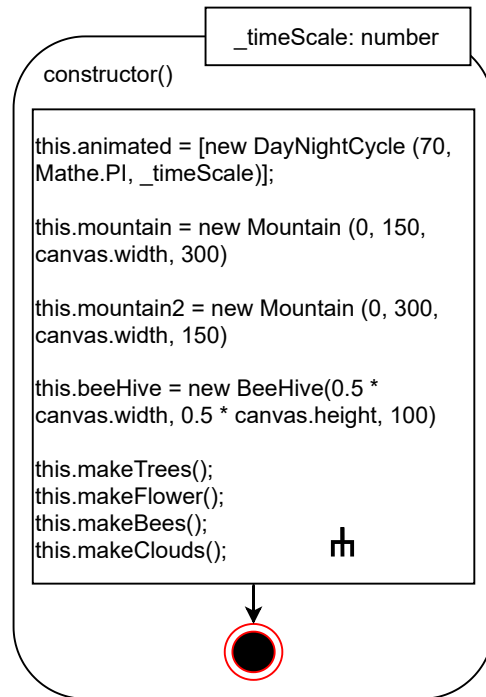 _timeScale: number
constructor()
this.animated = [new DayNightCycle (70,
Mathe.PI, _timeScale)];
this.mountain = new Mountain (0, 150,
canvas.width, 300)
this.mountain2 = new Mountain (0, 300,
canvas.width, 150)
this.beeHive = new BeeHive(0.5 *
canvas.width, 0.5 * canvas.height, 100)
this.makeTrees();
this.makeFlower();
this.makeBees();
this.makeClouds();